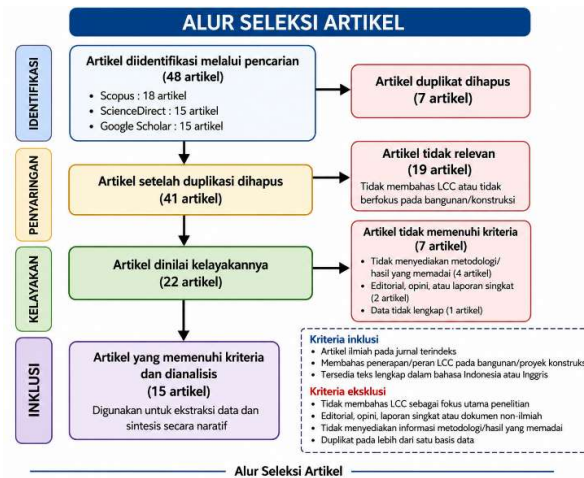 ALUR SELEKSI ARTIKEL
IDENTIFIKASI
Artikel diidentifikasi melalui pencarian
(48 artikel)
• Scopus : 18 artikel
• ScienceDirect : 15 artikel
• Google Scholar : 15 artikel
Artikel duplikat dihapus
(7 artikel)
PENYARINGAN
Artikel setelah duplikasi dihapus
(41 artikel)
Artikel tidak relevan
(19 artikel)
Tidak membahas LCC atau tidak
berfokus pada bangunan/konstruksi
KELAYAKAN
Artikel dinilai kelayakannya
(22 artikel)
Artikel tidak memenuhi kriteria
(7 artikel)
• Tidak menyediakan metodologi/
hasil yang memadai (4 artikel)
• Editorial, opini, atau laporan singkat
(2 artikel)
• Data tidak lengkap (1 artikel)
INKLUSI
Artikel yang memenuhi kriteria
dan dianalisis
(15 artikel)
Digunakan untuk ekstraksi data dan
sintesis secara naratif
Kriteria inklusi
• Artikel ilmiah pada jurnal terindeks
• Membahas penerapan/peran LCC pada bangunan/proyek konstruks
• Tersedia teks lengkap dalam bahasa Indonesia atau Inggris
Kriteria eksklusi
• Tidak membahas LCC sebagai fokus utama penelitian
• Editorial, opini, laporan singkat atau dokumen non-ilmiah
• Tidak menyediakan informasi metodologi/hasil yang memadai
• Duplikat pada lebih dari satu basis data
Alur Seleksi Artikel